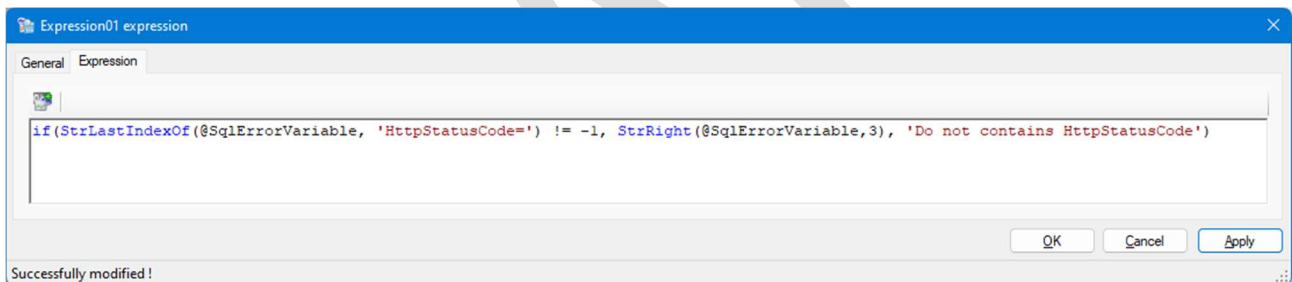 Expression01 expression
General Expression
if(StrLastIndexOf(@SqlErrorVariable, 'HttpStatusCode=') != -1, StrRight(@SqlErrorVariable,3), 'Do not contains HttpStatusCode')
OK Cancel Apply
Successfully modified !